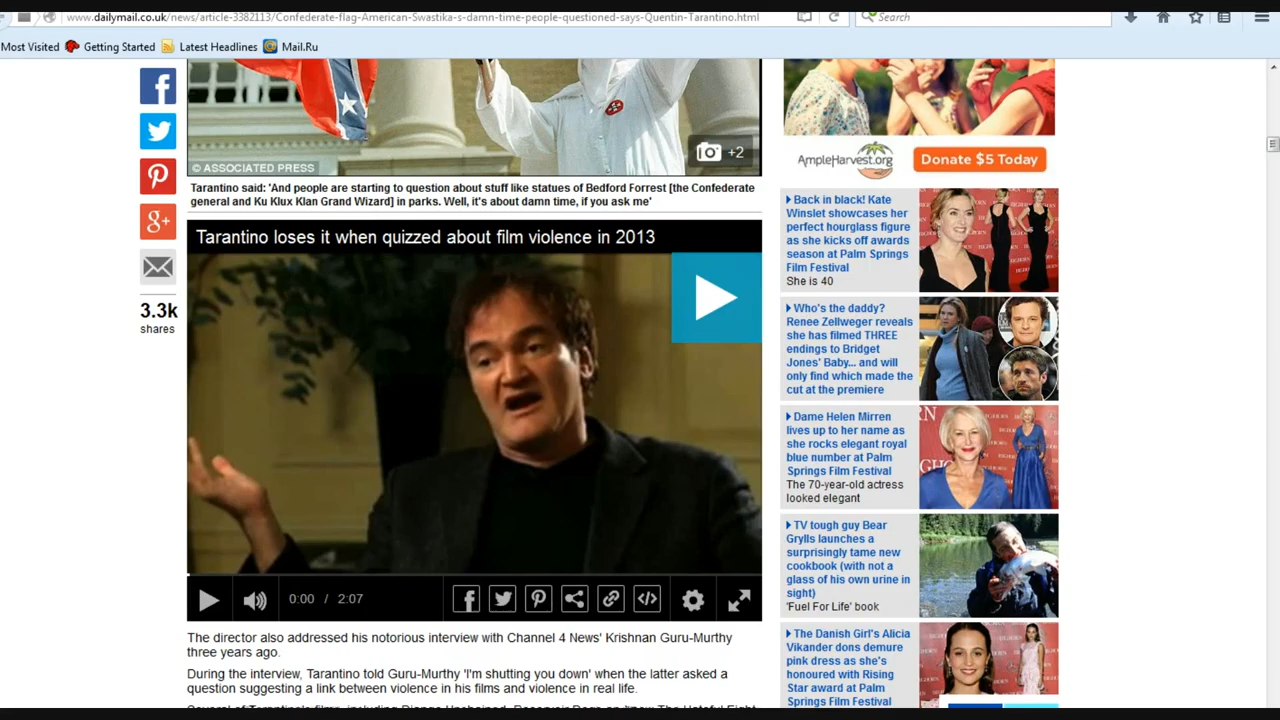 www.dailymail.co.uk/news/article-3382113/Confederate-flag-American-Swastika-s-damn-time-people-questioned-says-Quentin-Tarantino.html
Search
Most Visited
Getting Started
Latest Headlines
Mail.Ru
© ASSOCIATED PRESS
+2
Tarantino said: 'And people are starting to question about stuff like statues of Bedford Forrest [the Confederate
general and Ku Klux Klan Grand Wizard] in parks. Well, it's about damn time, if you ask me'
3.3k
shares
Tarantino loses it when quizzed about film violence in 2013
0:00 / 2:07
The director also addressed his notorious interview with Channel 4 News' Krishnan Guru-Murthy
three years ago.
During the interview, Tarantino told Guru-Murthy 'I'm shutting you down' when the latter asked a
question suggesting a link between violence in his films and violence in real life.
AmpleHarvest.org
Donate $5 Today
Back in black! Kate
Winslet showcases her
perfect hourglass figure
as she kicks off awards
season at Palm Springs
Film Festival
She is 40
Who's the daddy?
Renee Zellweger reveals
she has filmed THREE
endings to Bridget
Jones' Baby... and will
only find which made the
cut at the premiere
Dame Helen Mirren
lives up to her name as
she rocks elegant royal
blue number at Palm
Springs Film Festival
The 70-year-old actress
looked elegant
TV tough guy Bear
Grylls launches a
surprisingly tame new
cookbook (with not a
glass of his own urine in
sight)
'Fuel For Life' book
The Danish Girl's Alicia
Vikander dons demure
pink dress as she's
honoured with Rising
Star award at Palm
Springs Film Festival